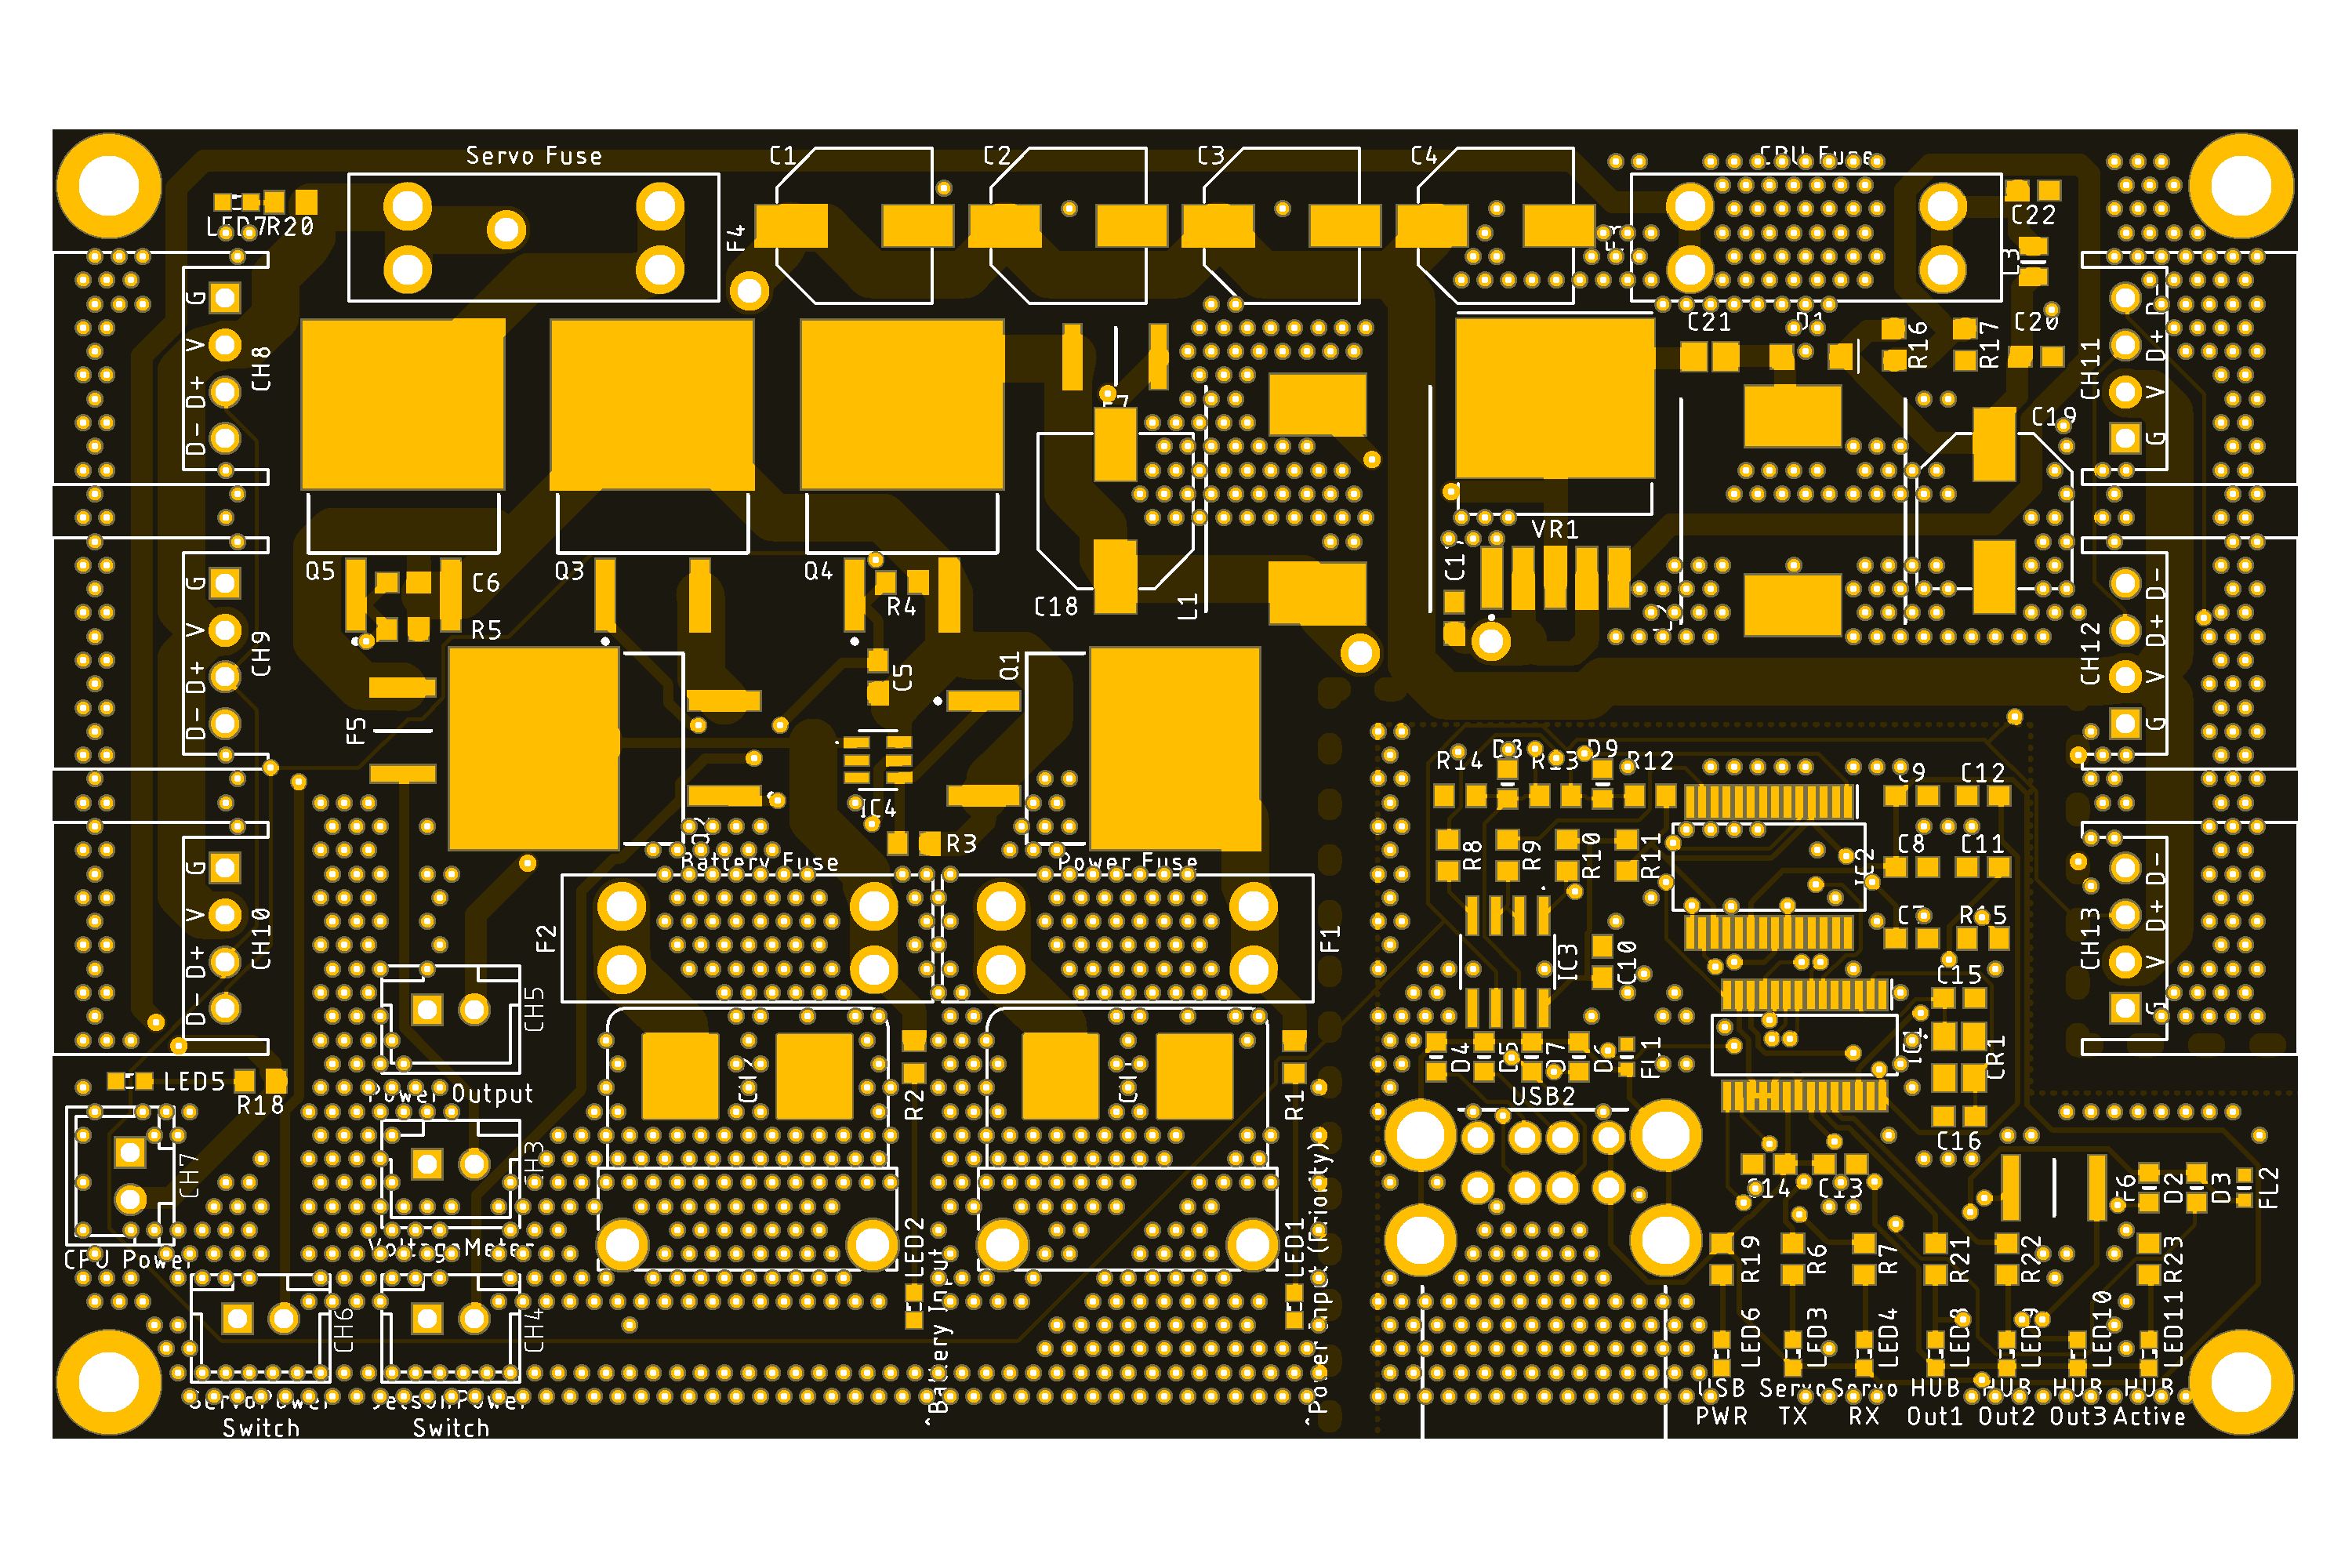 Servo Fuse
C1
C2
C3
C4
CPU Fuse
LED7
R20
F4
C22
L3
G
V
D+
D-
CH8
C21
D1
R16
R17
C20
CH11
D-
D+
V
G
C19
VR1
Q5
C6
R5
Q3
Q4
R4
C18
L1
G
V
D+
D-
CH9
CH12
D-
D+
V
G
F5
C5
Q1
IC4
R3
Q2
Battery Fuse
Power Fuse
R14
D8
R13
D9
R12
C9
C12
R8
R9
R10
R11
IC2
C8
C11
C7
R15
G
V
D+
D-
CH10
CH13
D-
D+
V
G
F2
F1
IC3
C10
C15
CH5
Power Output
LED5
R18
R2
R1
D4
D5
D7
D6
FL1
IC1
CR1
USB2
C16
CH7
CPU Power
CH3
VoltageMeter
C14
C13
F6
D2
D3
FL2
R19
R6
R7
R21
R22
R23
LED2
LED1
^Battery Input
^Power Input (Priority)
CH6
CH4
ServoPower
Switch
JetsonPower
Switch
LED6
LED3
LED4
LED8
LED9
LED10
LED11
USB
PWR
Servo
TX
Servo
RX
HUB
Out1
HUB
Out2
HUB
Out3
HUB
Active